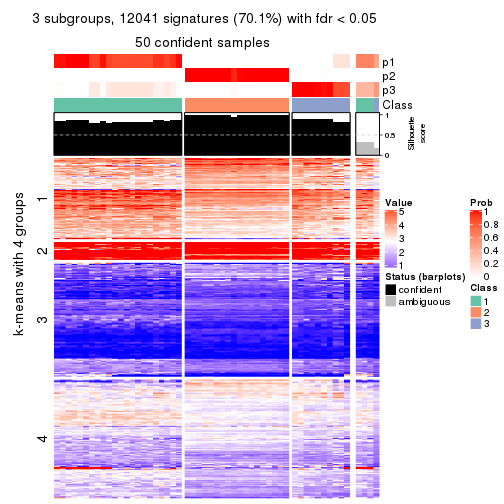 3 subgroups, 12041 signatures (70.1%) with fdr < 0.05
50 confident samples
p1
p2
p3
Class
1
0.5
0
Silhouette
score
k-means with 4 groups
1
2
3
4
Value
5
4
3
2
1
Status (barplots)
confident
ambiguous
Prob
1
0.8
0.6
0.4
0.2
0
Class
1
2
3